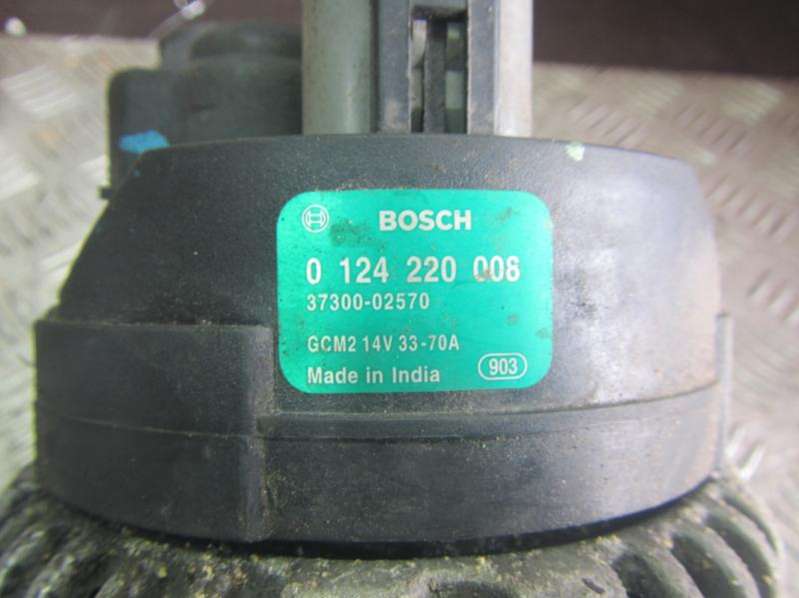 BOSCH
0 124 220 008
37300-02570
GCM2 14V 33-70A
Made in India 903